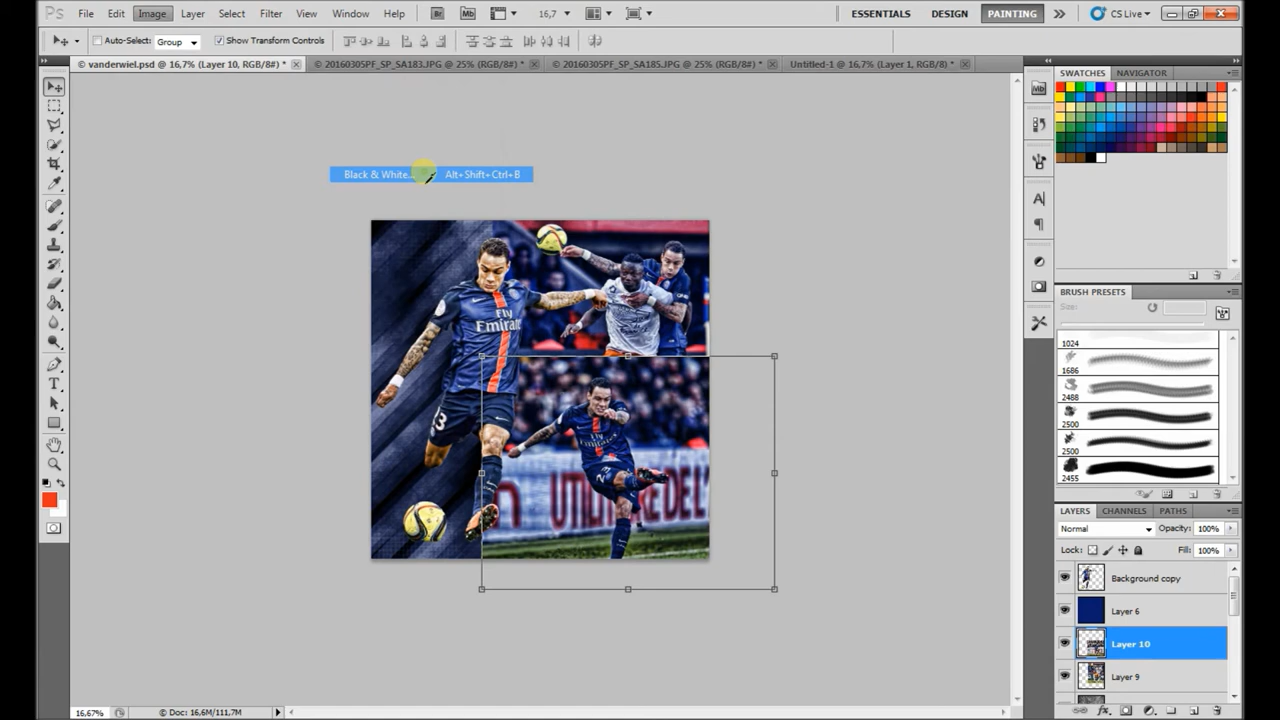 Ps File Edit Image Layer Select Filter View Window Help Br Mb 16,7 ESSENTIALS DESIGN PAINTING CS Live
Auto-Select: Group Show Transform Controls
© vanderwiel.psd @ 16,7% (Layer 10, RGB/8#) * © 20160305PF_SP_SA183.JPG @ 25% (RGB/8#) * © 20160305PF_SP_SA185.JPG @ 25% (RGB/8#) * Untitled-1 @ 16,7% (Layer 1, RGB/8) *
SWATCHES NAVIGATOR
Mb
Black & White... Alt+Shift+Ctrl+B
A
T
Fly
Emirates
23
BRUSH PRESETS
Size:
1024
1686
2488
2500
2500
2455
LAYERS CHANNELS PATHS
Normal Opacity: 100%
Lock: Fill: 100%
Background copy
Layer 6
Layer 10
Layer 9
16,67% © Doc: 16,6M/111,7M